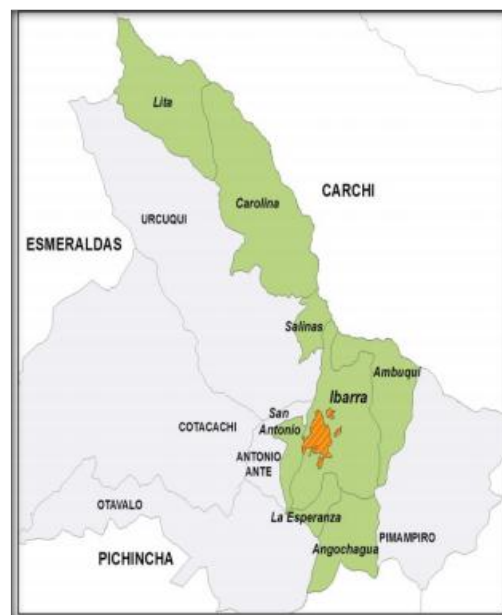 Lita
Carolina
CARCHI
URCUQUI
ESMERALDAS
Salinas
Ambuqui
Ibarra
San
Antonio
COTACACHI
ANTONIO
ANTE
OTAVALO
La Esperanza
PIMAMPIRO
Angochagua
PICHINCHA